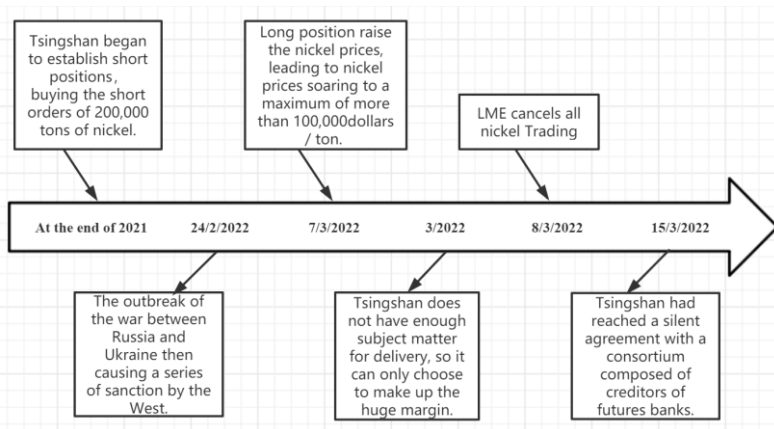 Tsingshan began
to establish short
positions,
buying the short
orders of 200,000
tons of nickel.
Long position raise
the nickel prices,
leading to nickel
prices soaring to a
maximum of more
than 100,000dollars
/ ton.
LME cancels all
nickel Trading
At the end of 2021
24/2/2022
7/3/2022
3/2022
8/3/2022
15/3/2022
The outbreak of
the war between
Russia and
Ukraine then
causing a series
of sanction by the
West.
Tsingshan does
not have enough
subject matter
for delivery, so it
can only choose
to make up the
huge margin.
Tsingshan had
reached a silent
agreement with a
consortium
composed of
creditors of
futures banks.